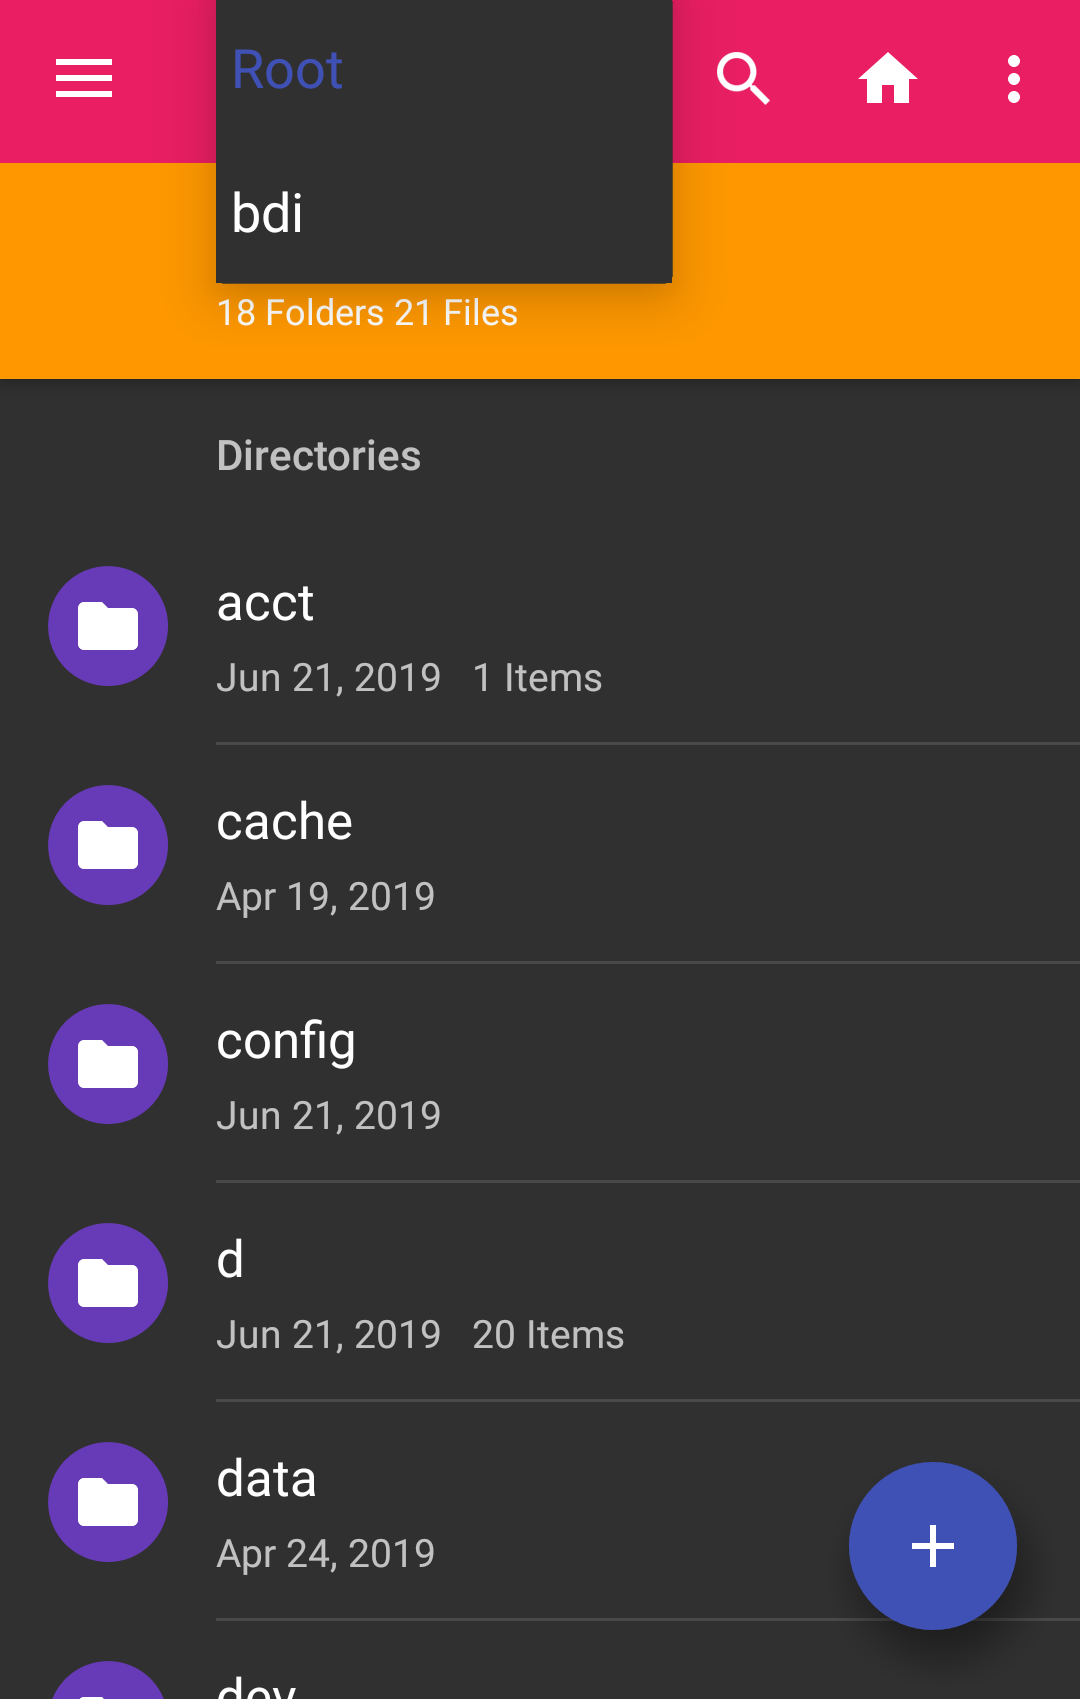 Root
bdi
18 Folders 21 Files
Directories
acct
Jun 21, 2019 1 Items
cache
Apr 19, 2019
config
Jun 21, 2019
d
Jun 21, 2019 20 Items
data
Apr 24, 2019
dev